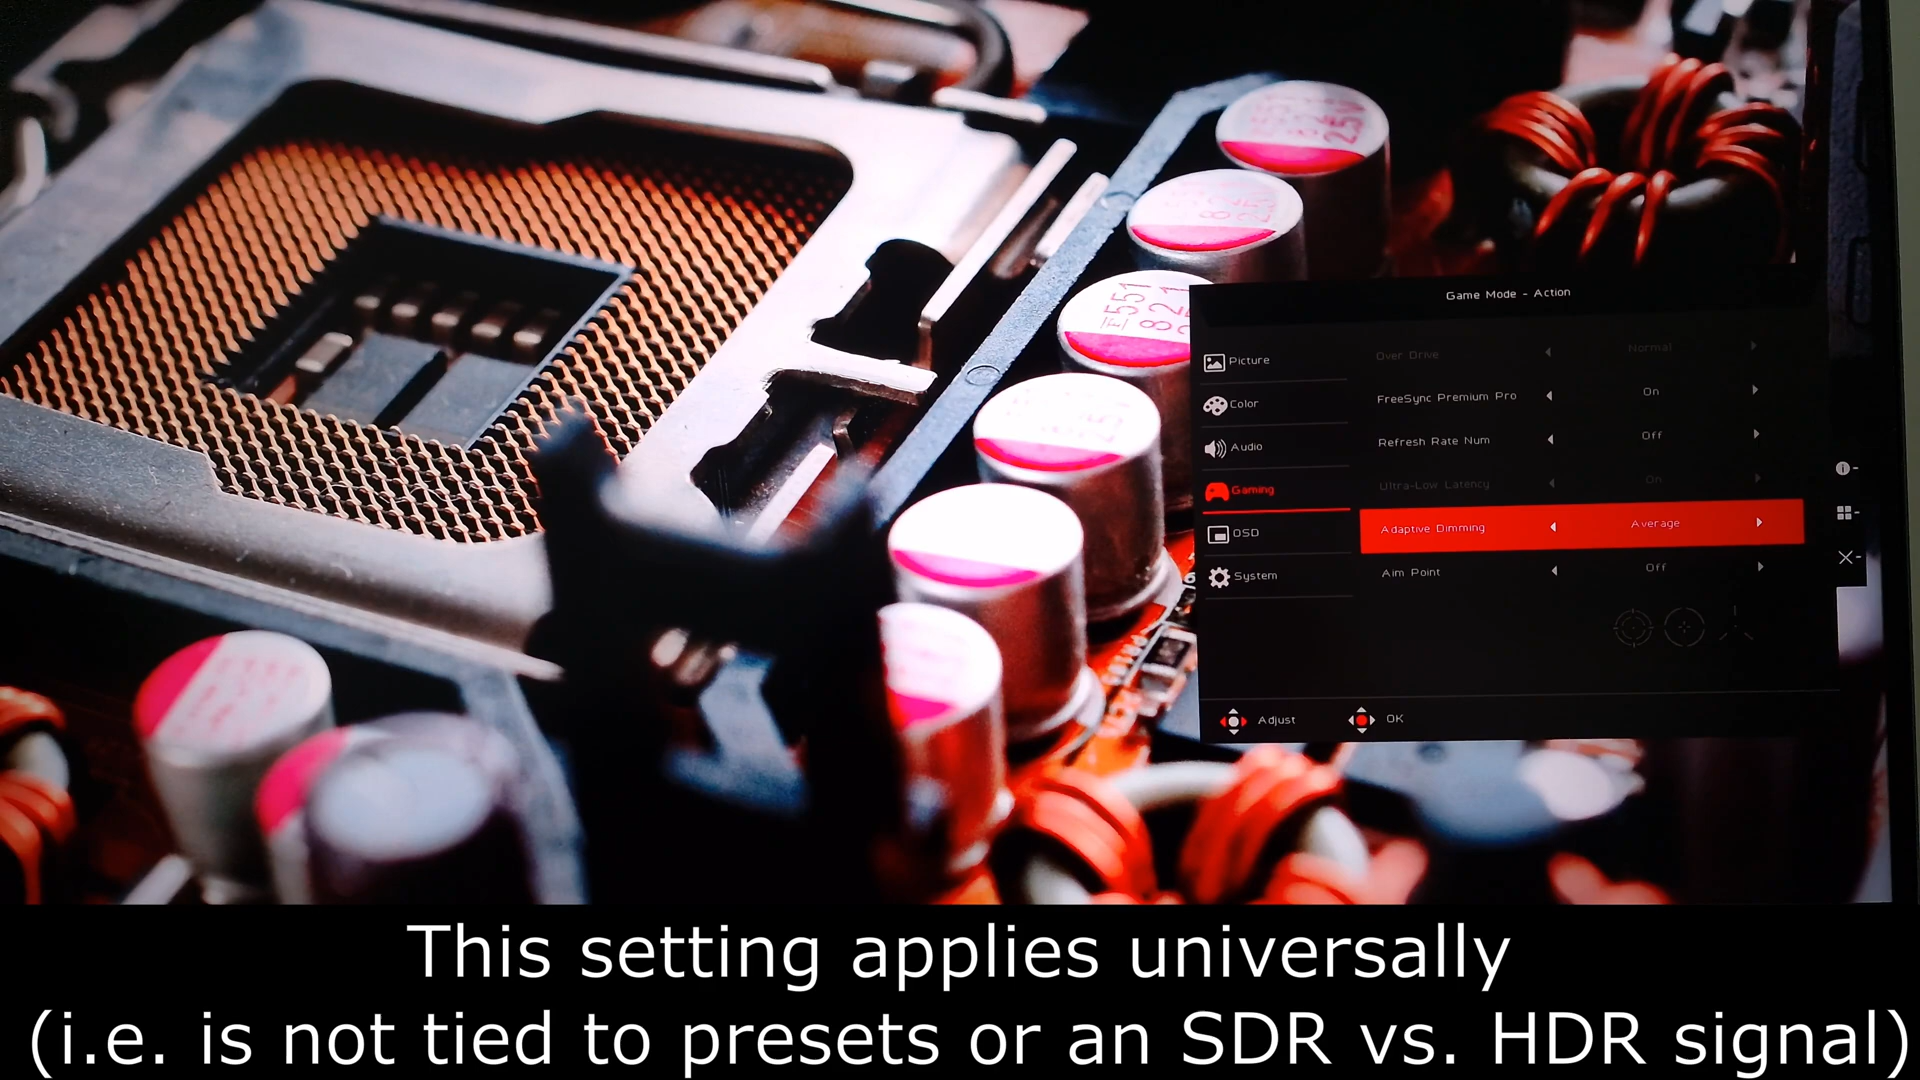 Game Mode - Action
Picture
Color
Audio
Gaming
OSD
System
Over Drive Normal
FreeSync Premium Pro On
Refresh Rate Num Off
Ultra-Low Latency On
Adaptive Dimming Average
Aim Point Off
Adjust OK
551
821
This setting applies universally
(i.e. is not tied to presets or an SDR vs. HDR signal)